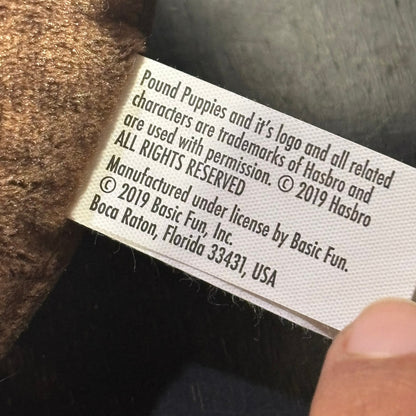 Pound Puppies and it's logo and all related
characters are trademarks of Hasbro and
are used with permission. © 2019 Hasbro
ALL RIGHTS RESERVED
Manufactured under license by Basic Fun.
© 2019 Basic Fun, Inc.
Boca Raton, Florida 33431, USA